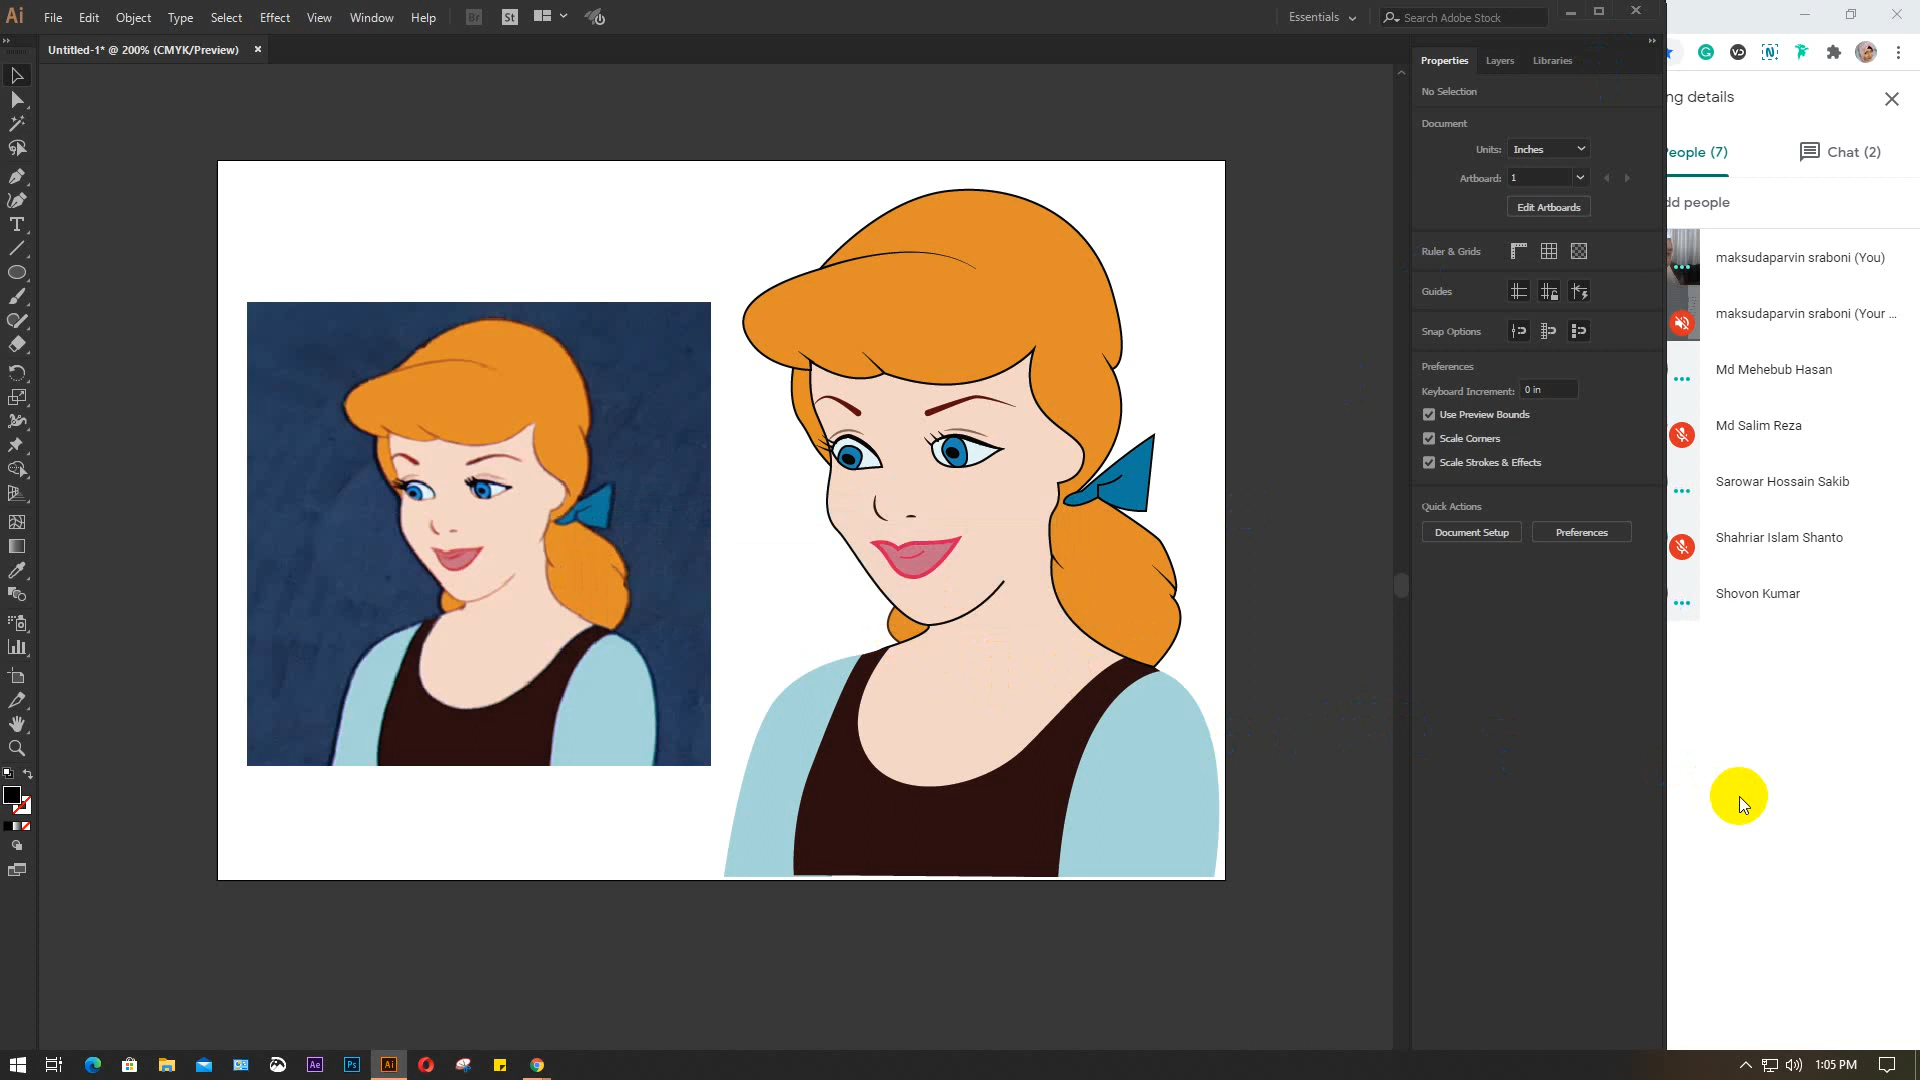 Ai File Edit Object Type Select Effect View Window Help Br St Essentials Search Adobe Stock
Untitled-1* @ 200% (CMYK/Preview) ×
Properties Layers Libraries
No Selection
Document
Units: Inches
Artboard: 1
Edit Artboards
Ruler & Grids
Guides
Snap Options
Preferences
Keyboard Increment: 0 in
Use Preview Bounds
Scale Corners
Scale Strokes & Effects
Quick Actions
Document Setup Preferences
ng details
eople (7) Chat (2)
dd people
maksudaparvin sraboni (You)
maksudaparvin sraboni (Your ...
Md Mehebub Hasan
Md Salim Reza
Sarowar Hossain Sakib
Shahriar Islam Shanto
Shovon Kumar
Ae Ps Ai 1:05 PM